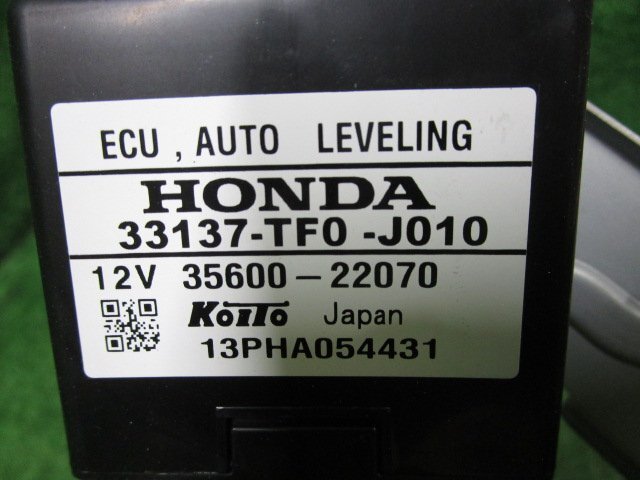 ECU , AUTO LEVELING
HONDA
33137-TF0 -J010
12V 35600-22070
KOITO Japan
13PHA054431